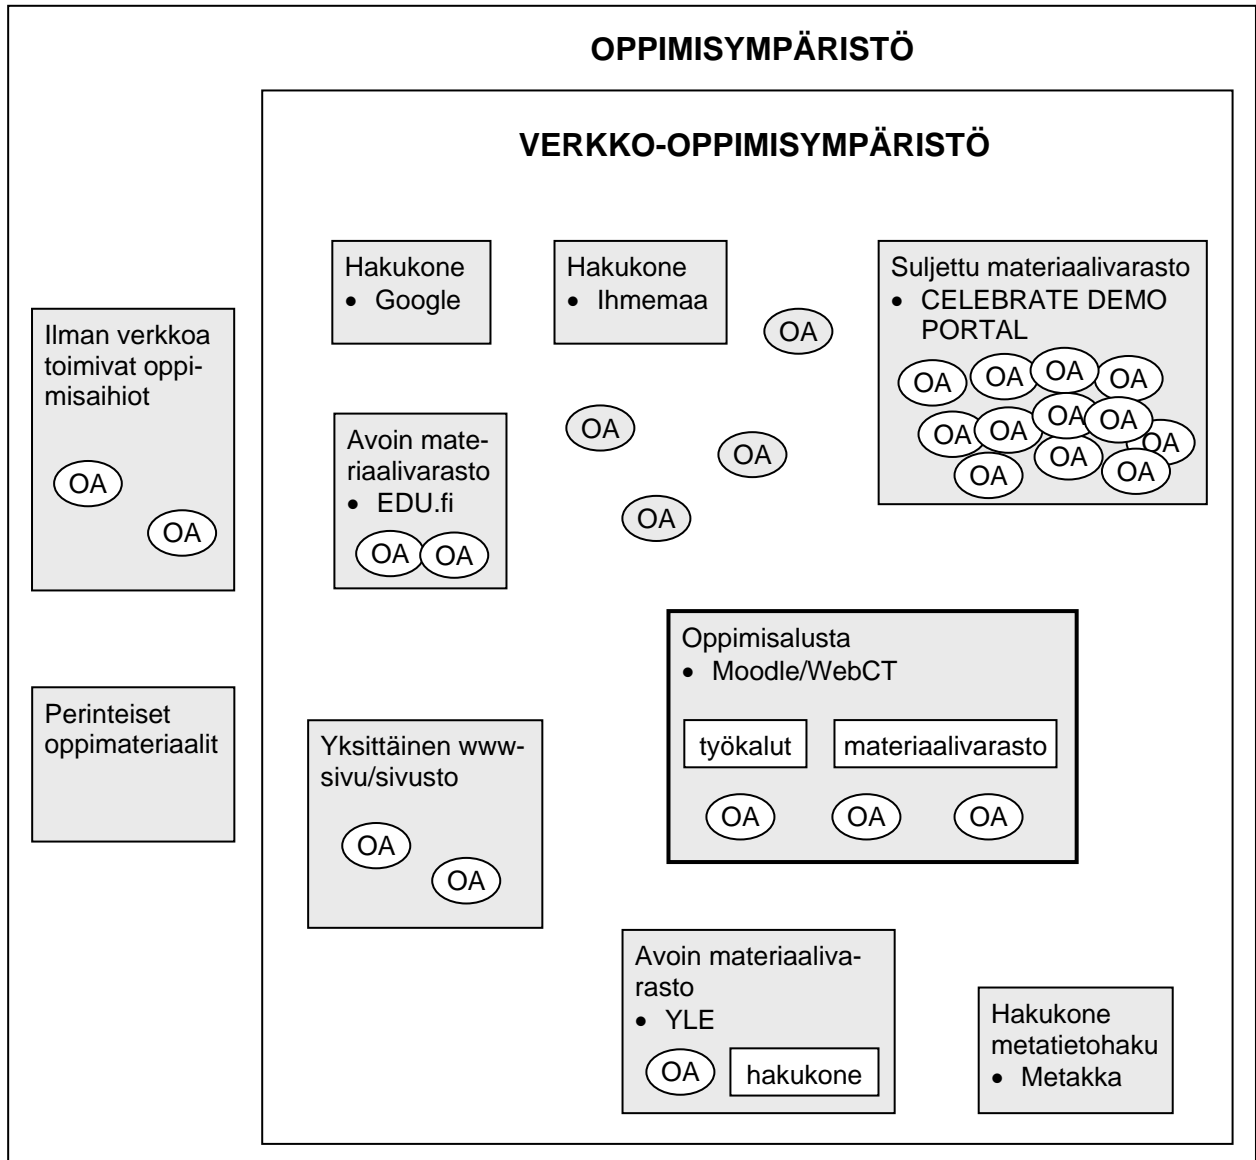 OPPIMISYMPÄRISTÖ
VERKKO-OPPIMISYMPÄRISTÖ
Hakukone
• Google
Hakukone
• Ihmemaa
OA
OA
OA
OA
Suljettu materiaalivarasto
• CELEBRATE DEMO
PORTAL
OA
OA
OA
OA
OA
OA
OA
OA
OA
OA
OA
OA
Ilman verkkoa
toimivat oppi-
misaihiot
OA
OA
Avoin mate-
riaalivarasto
• EDU.fi
OA OA
Oppimisalusta
• Moodle/WebCT
työkalut
materiaalivarasto
OA
OA
OA
Perinteiset
oppimateriaalit
Yksittäinen www-
sivu/sivusto
OA
OA
Avoin materiaaliva-
rasto
• YLE
OA
hakukone
Hakukone
metatietohaku
• Metakka